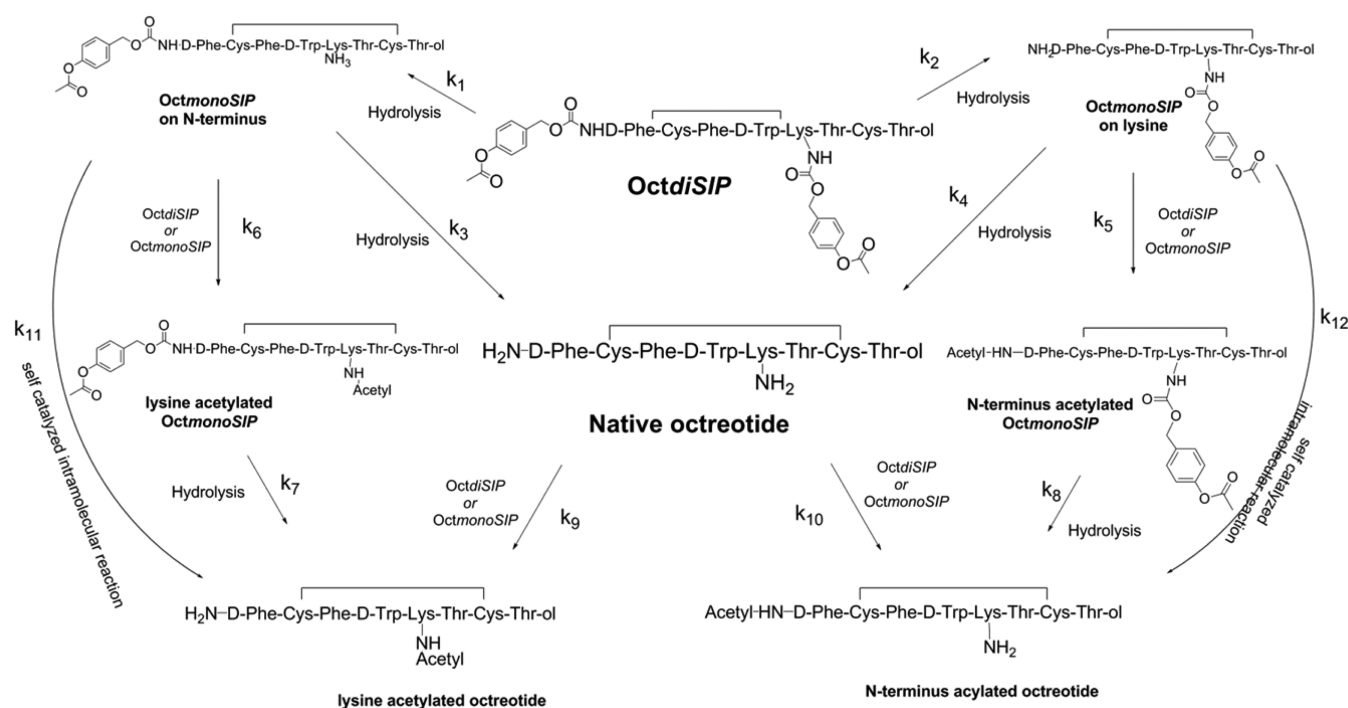 NH-D-Phe-Cys-Phe-D-Trp-Lys-Thr-Cys-Thr-ol
NH3
OctmonoSIP
on N-terminus
k1
Hydrolysis
NHD-Phe-Cys-Phe-D-Trp-Lys-Thr-Cys-Thr-ol
NH
OctdiSIP
k2
Hydrolysis
NH2D-Phe-Cys-Phe-D-Trp-Lys-Thr-Cys-Thr-ol
NH
OctmonoSIP
on lysine
OctdiSIP
or
OctmonoSIP
k6
Hydrolysis
k3
k4
Hydrolysis
k5
OctdiSIP
or
OctmonoSIP
k11
self catalyzed intramolecular reaction
k12
self catalyzed
intramolecular reaction
NH-D-Phe-Cys-Phe-D-Trp-Lys-Thr-Cys-Thr-ol
NH
Acetyl
lysine acetylated
OctmonoSIP
H2N-D-Phe-Cys-Phe-D-Trp-Lys-Thr-Cys-Thr-ol
NH2
Native octreotide
Acetyl-HN-D-Phe-Cys-Phe-D-Trp-Lys-Thr-Cys-Thr-ol
NH
N-terminus acetylated
OctmonoSIP
Hydrolysis
k7
OctdiSIP
or
OctmonoSIP
k9
k10
OctdiSIP
or
OctmonoSIP
k8
Hydrolysis
H2N-D-Phe-Cys-Phe-D-Trp-Lys-Thr-Cys-Thr-ol
NH
Acetyl
lysine acetylated octreotide
Acetyl-HN-D-Phe-Cys-Phe-D-Trp-Lys-Thr-Cys-Thr-ol
NH2
N-terminus acylated octreotide